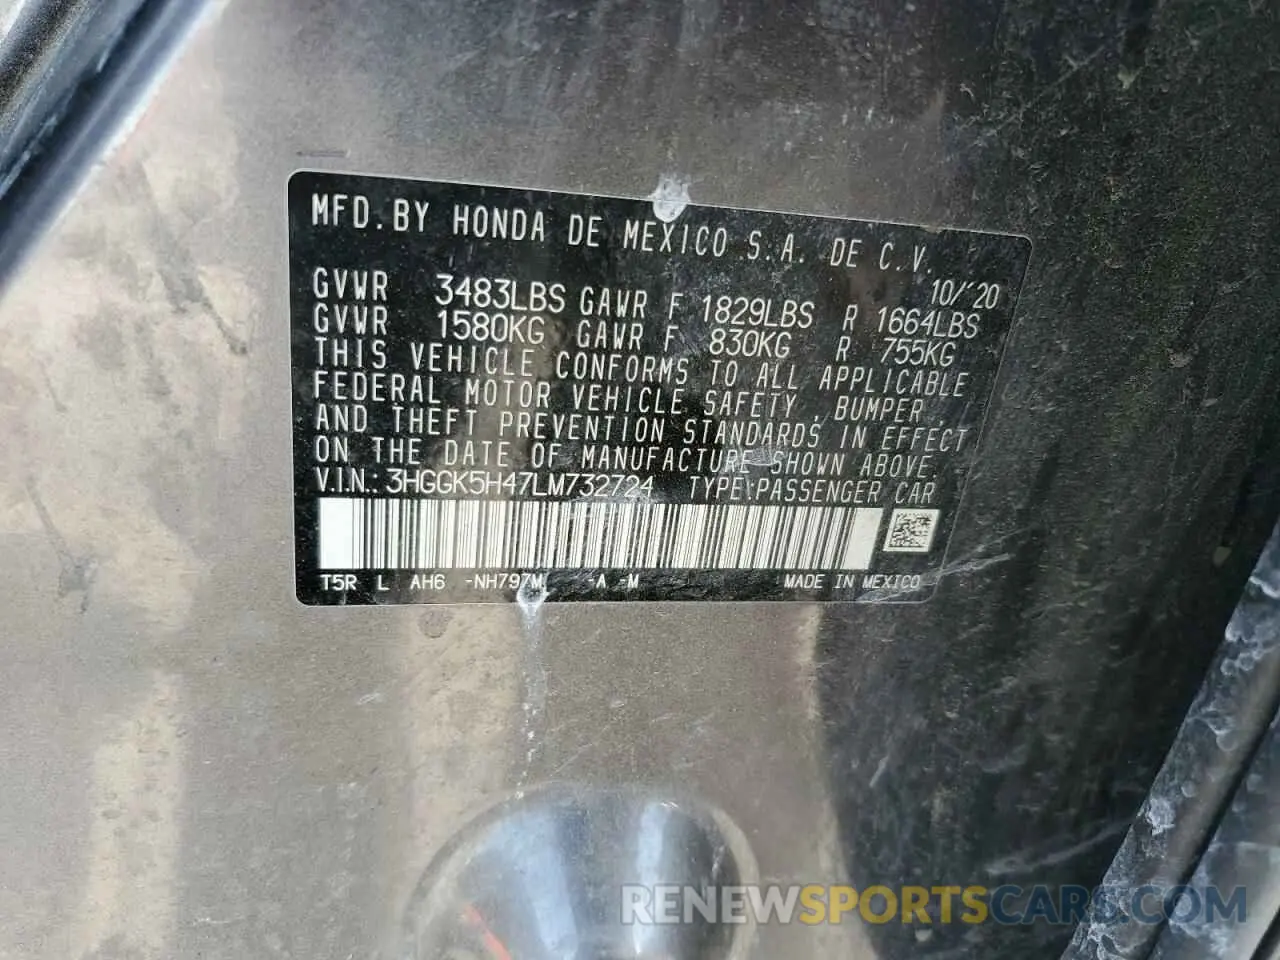 MFD. BY HONDA DE MEXICO S.A. DE C.V.
10/'20
GVWR 3483LBS GAWR F 1829LBS R 1664LBS
GVWR 1580KG GAWR F 830KG R 755KG
THIS VEHICLE CONFORMS TO ALL APPLICABLE
FEDERAL MOTOR VEHICLE SAFETY , BUMPER ,
AND THEFT PREVENTION STANDARDS IN EFFECT
ON THE DATE OF MANUFACTURE SHOWN ABOVE.
V.I.N.: 3HGGK5H47LM732724 TYPE:PASSENGER CAR
T5R L AH6 -NH797M -A -M MADE IN MEXICO
RENEWSPORTSCARS.COM